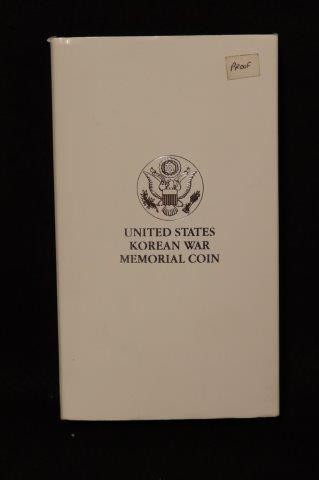 PROOF
UNITED STATES
KOREAN WAR
MEMORIAL COIN